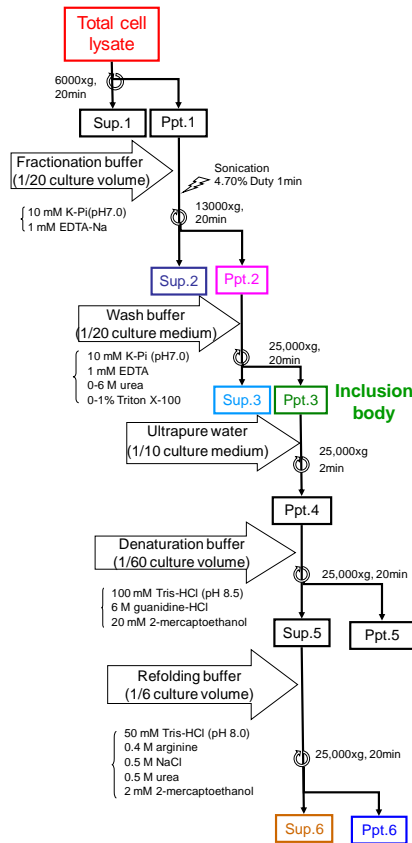 Total cell
lysate
6000xg,
20min
Sup.1
Ppt.1
Fractionation buffer
(1/20 culture volume)
Sonication
4.70% Duty 1min
10 mM K-Pi(pH7.0)
1 mM EDTA-Na
13000xg,
20min
Sup.2
Ppt.2
Wash buffer
(1/20 culture medium)
25,000xg,
20min
10 mM K-Pi (pH7.0)
1 mM EDTA
0-6 M urea
0-1% Triton X-100
Sup.3
Ppt.3
Inclusion
body
Ultrapure water
(1/10 culture medium)
25,000xg
2min
Ppt.4
Denaturation buffer
(1/60 culture volume)
25,000xg, 20min
100 mM Tris-HCl (pH 8.5)
6 M guanidine-HCl
20 mM 2-mercaptoethanol
Sup.5
Ppt.5
Refolding buffer
(1/6 culture volume)
50 mM Tris-HCl (pH 8.0)
0.4 M arginine
0.5 M NaCl
0.5 M urea
2 mM 2-mercaptoethanol
25,000xg, 20min
Sup.6
Ppt.6